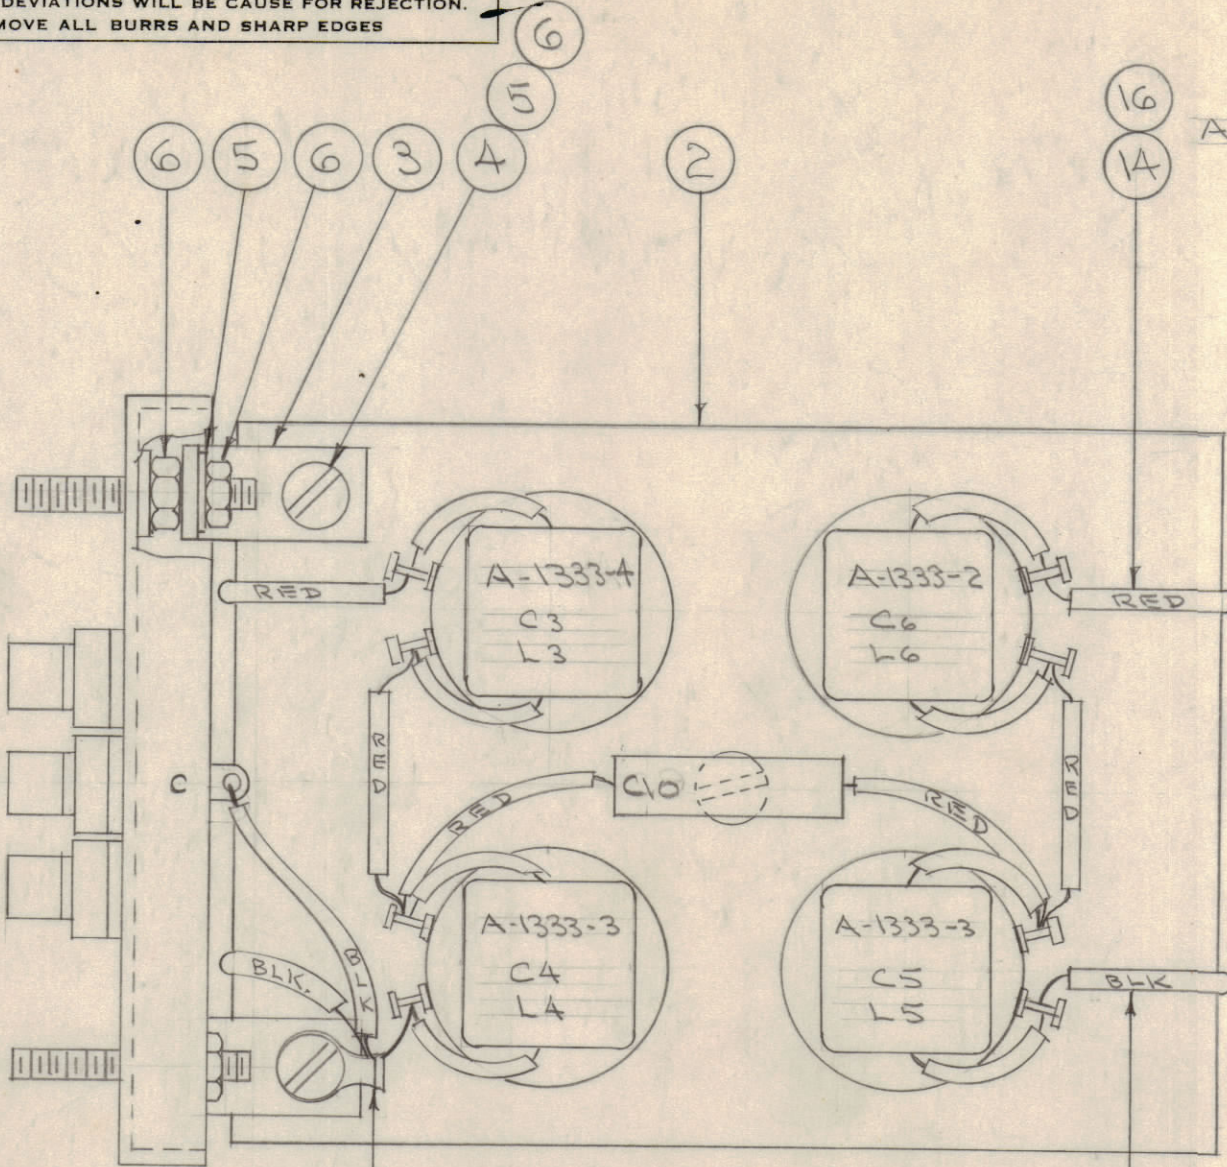 DEVIATIONS WILL BE CAUSE FOR REJECTION.
MOVE ALL BURRS AND SHARP EDGES
6
5
6 5 6 3 4
2
16
14
A
A-1333-4
C3
L3
A-1333-2
C6
L6
RED
RED
RED
RED
C
C10
RED
RED
A-1333-3
C4
L4
A-1333-3
C5
L5
BLK.
BLK
BLK